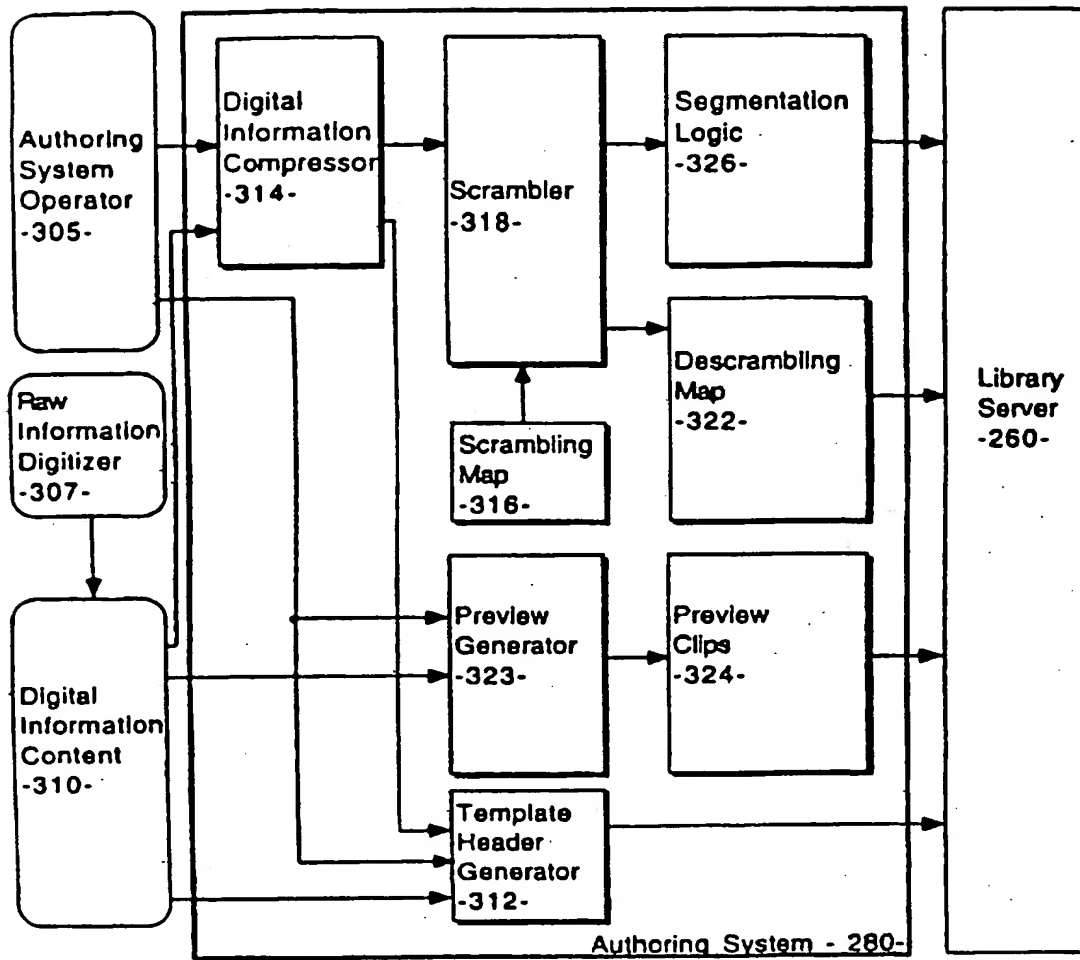 Authoring
System
Operator
-305-
Raw
Information
Digitizer
-307-
Digital
Information
Content
-310-
Digital
Information
Compressor
-314-
Scrambler
-318-
Scrambling
Map
-316-
Preview
Generator
-323-
Template
Header
Generator
-312-
Segmentation
Logic
-326-
Descrambling
Map
-322-
Preview
Clips
-324-
Authoring System - 280-
Library
Server
-260-